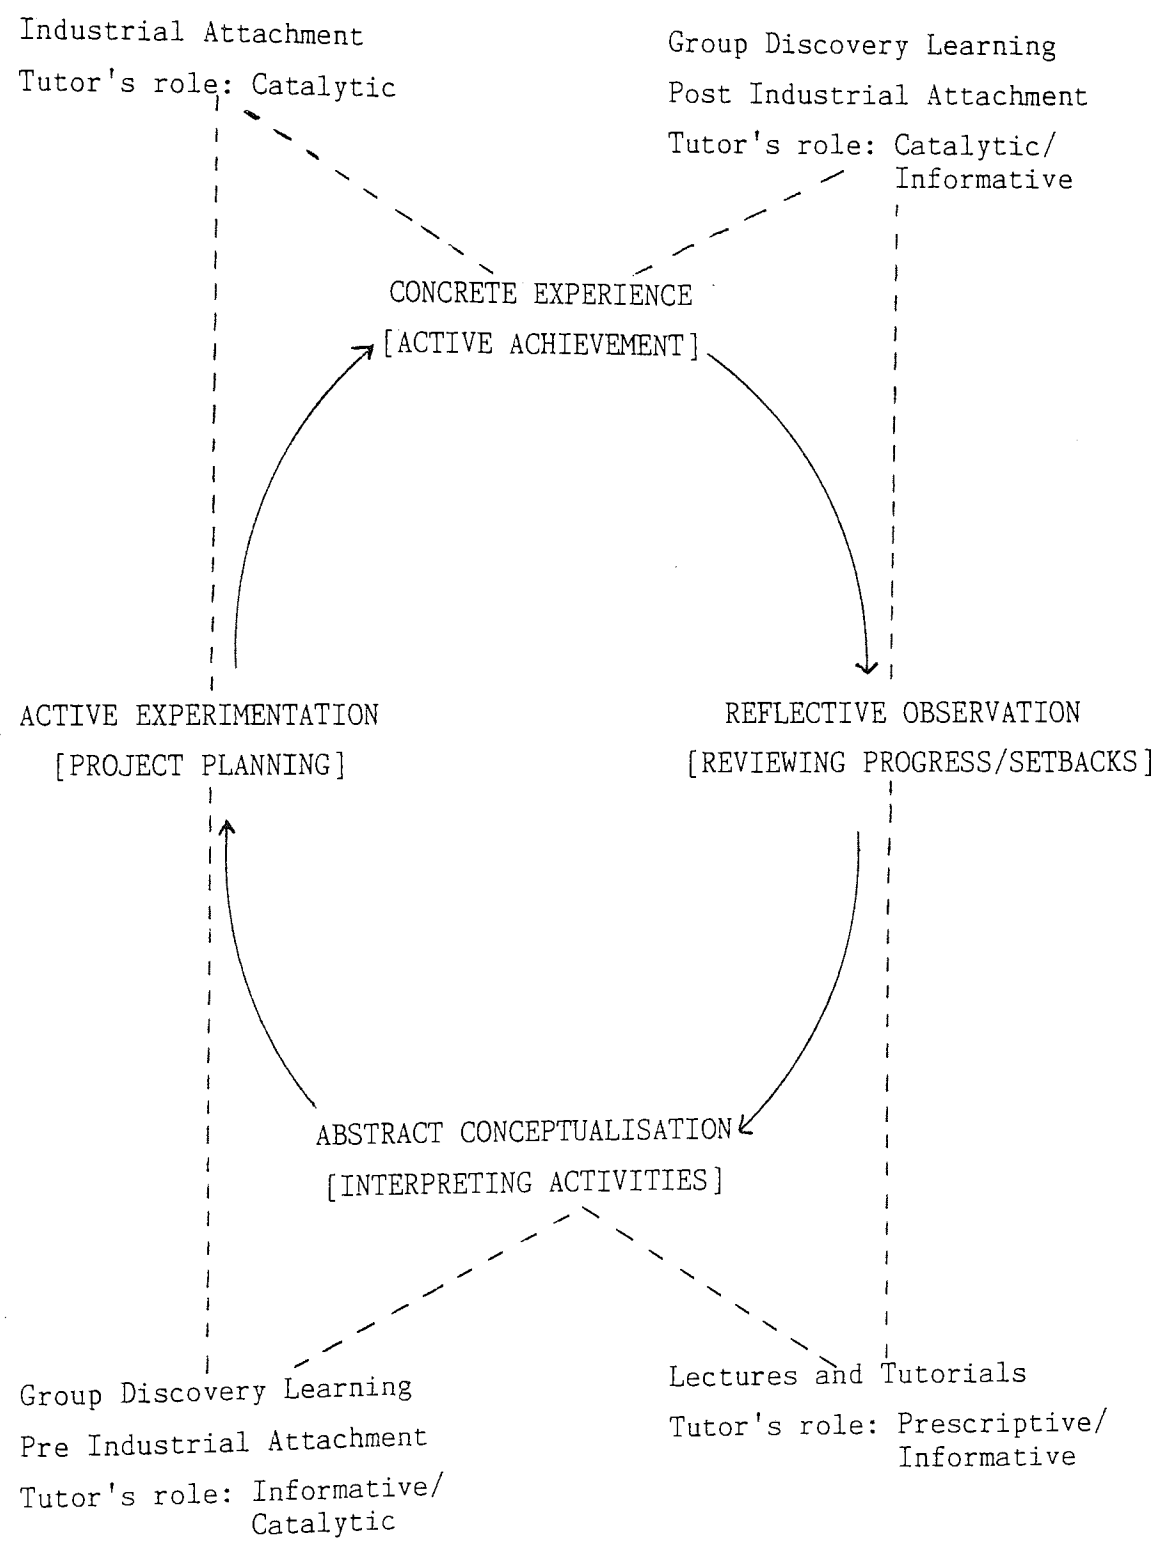 Industrial Attachment
Tutor's role: Catalytic
Group Discovery Learning
Post Industrial Attachment
Tutor's role: Catalytic/
Informative
CONCRETE EXPERIENCE
[ACTIVE ACHIEVEMENT]
ACTIVE EXPERIMENTATION
[PROJECT PLANNING]
REFLECTIVE OBSERVATION
[REVIEWING PROGRESS/SETBACKS]
ABSTRACT CONCEPTUALISATION
[INTERPRETING ACTIVITIES]
Group Discovery Learning
Pre Industrial Attachment
Tutor's role: Informative/
Catalytic
Lectures and Tutorials
Tutor's role: Prescriptive/
Informative